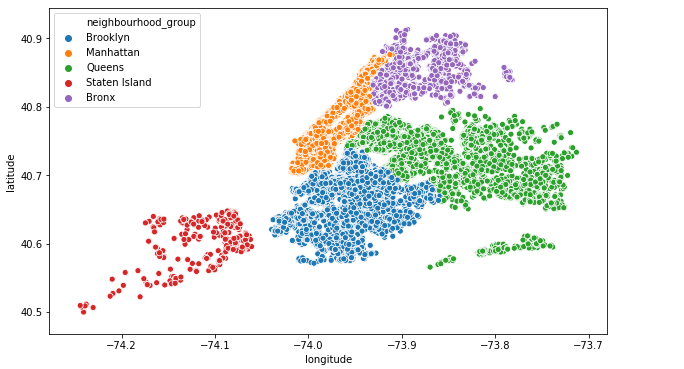 neighbourhood_group
Brooklyn
Manhattan
Queens
Staten Island
Bronx
40.9
40.8
40.7
40.6
40.5
latitude
−74.2
−74.1
−74.0
−73.9
−73.8
−73.7
longitude